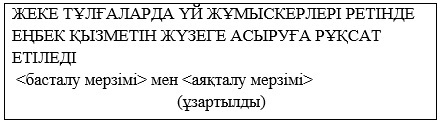 ЖЕКЕ ТҰЛҒАЛАРДА ҮЙ ЖҰМЫСКЕРЛЕРІ РЕТІНДЕ
ЕҢБЕК ҚЫЗМЕТІН ЖҮЗЕГЕ АСЫРУҒА РҰҚСАТ
ЕТІЛЕДІ
<басталу мерзімі> мен <аяқталу мерзімі>
(ұзартылды)